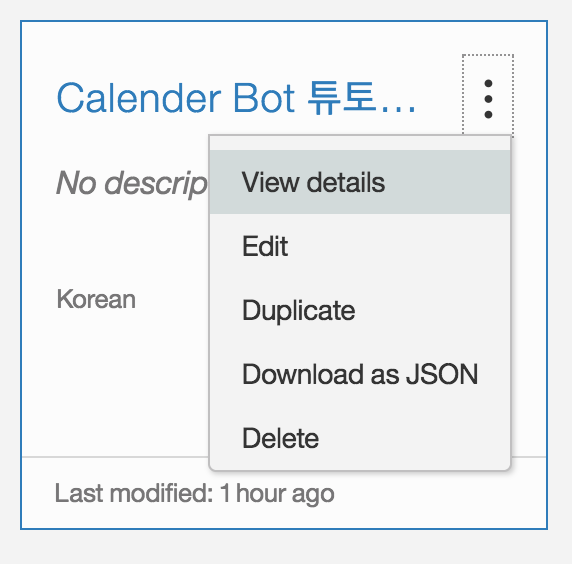 Calender Bot 튜토...
No descrip
View details
Edit
Korean
Duplicate
Download as JSON
Delete
Last modified: 1 hour ago